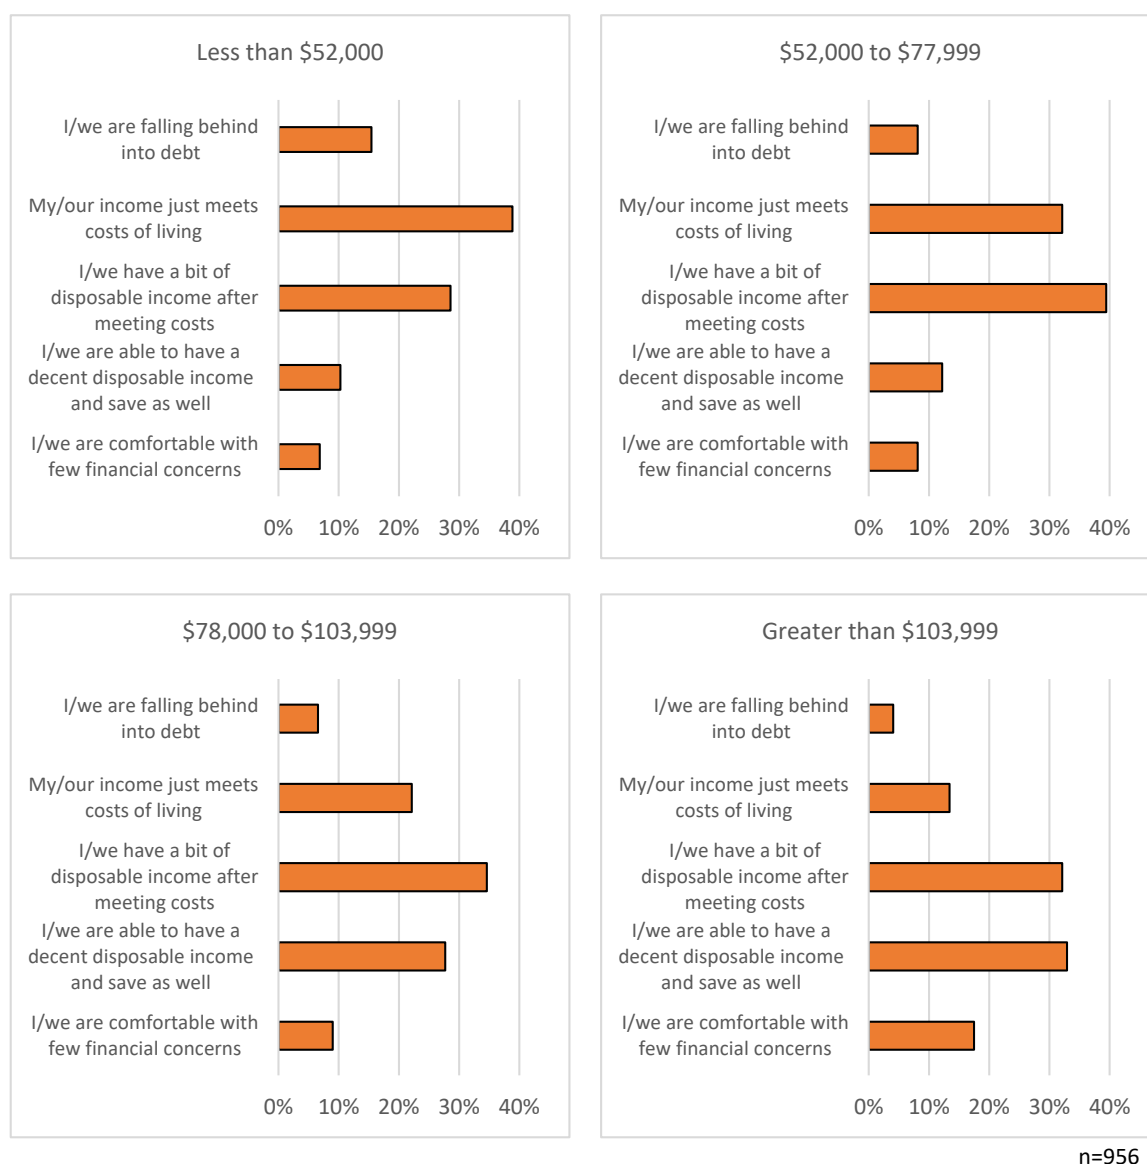 Less than $52,000
I/we are falling behind
into debt
My/our income just meets
costs of living
I/we have a bit of
disposable income after
meeting costs
I/we are able to have a
decent disposable income
and save as well
I/we are comfortable with
few financial concerns
0% 10% 20% 30% 40%
$52,000 to $77,999
I/we are falling behind
into debt
My/our income just meets
costs of living
I/we have a bit of
disposable income after
meeting costs
I/we are able to have a
decent disposable income
and save as well
I/we are comfortable with
few financial concerns
0% 10% 20% 30% 40%
$78,000 to $103,999
I/we are falling behind
into debt
My/our income just meets
costs of living
I/we have a bit of
disposable income after
meeting costs
I/we are able to have a
decent disposable income
and save as well
I/we are comfortable with
few financial concerns
0% 10% 20% 30% 40%
Greater than $103,999
I/we are falling behind
into debt
My/our income just meets
costs of living
I/we have a bit of
disposable income after
meeting costs
I/we are able to have a
decent disposable income
and save as well
I/we are comfortable with
few financial concerns
0% 10% 20% 30% 40%
n=956